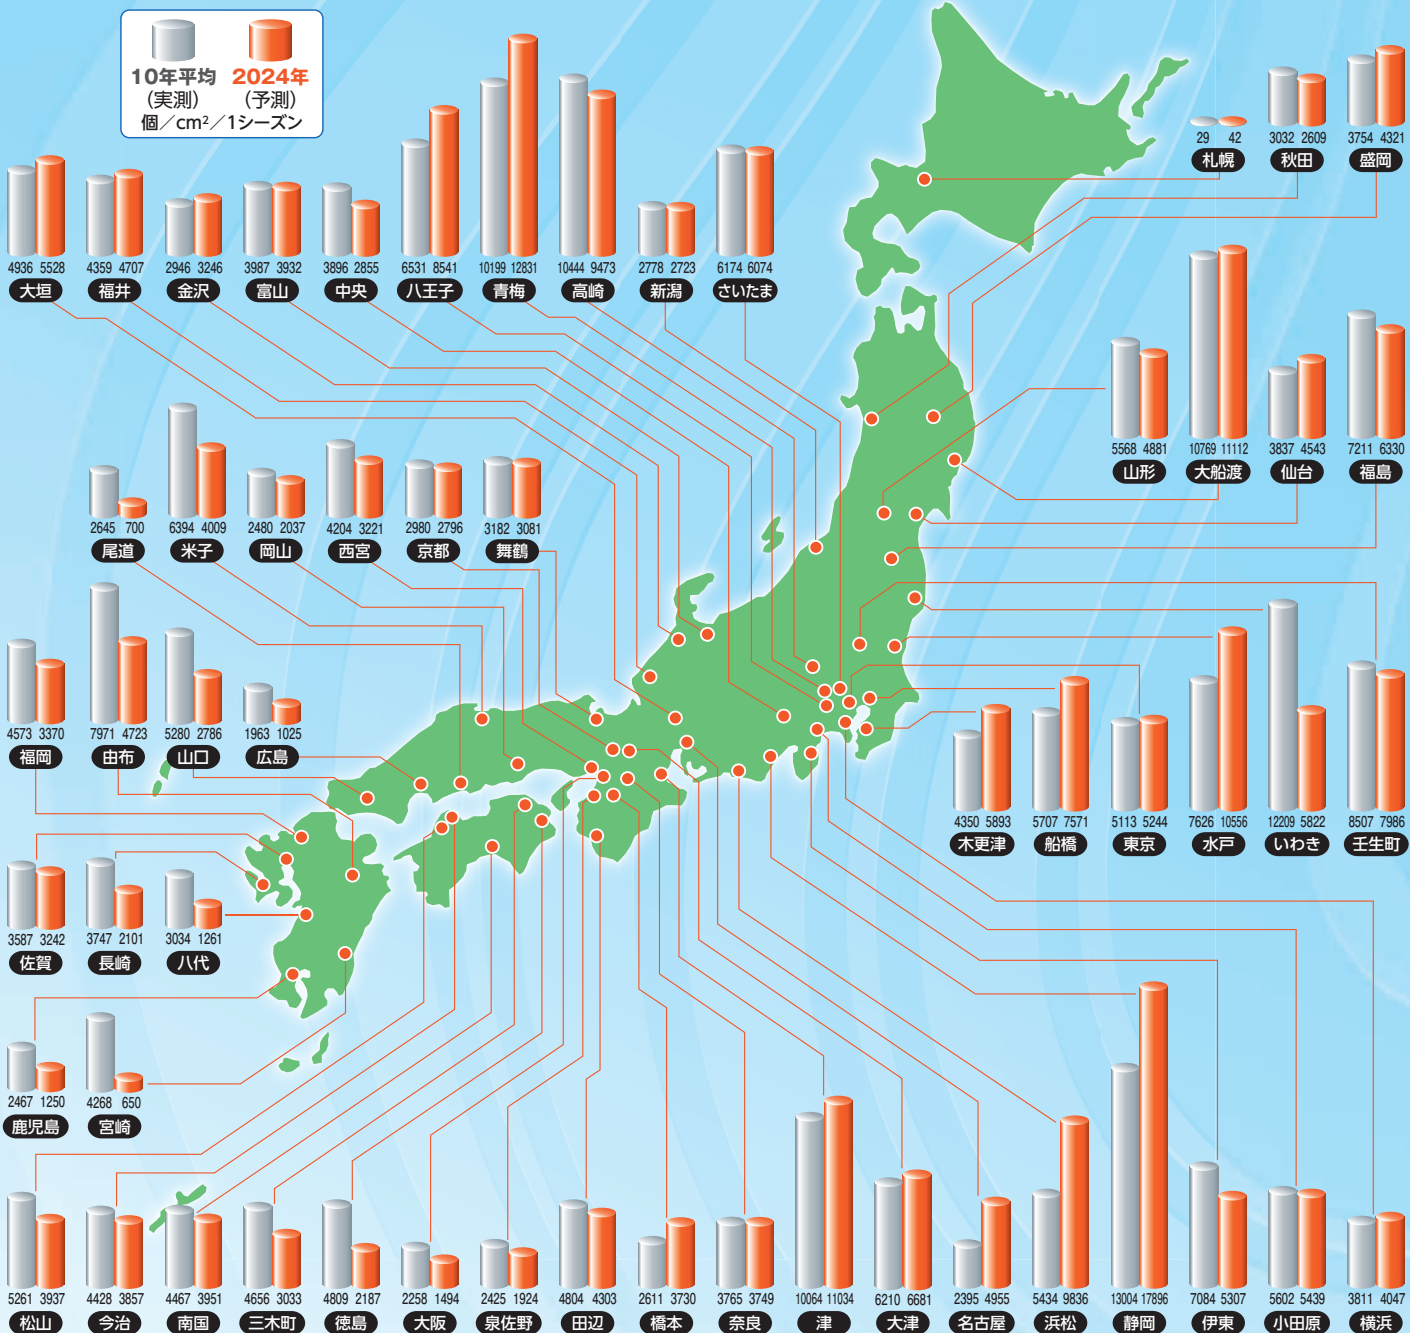 10年平均 2024年
(実測) (予測)
個／cm²／1シーズン
29 42
札幌
3032 2609
秋田
3754 4321
盛岡
4936 5528
大垣
4359 4707
福井
2946 3246
金沢
3987 3932
富山
3896 2855
中央
6531 8541
八王子
10199 12831
青梅
10444 9473
高崎
2778 2723
新潟
6174 6074
さいたま
5568 4881
山形
10769 11112
大船渡
3837 4543
仙台
7211 6330
福島
2645 700
尾道
6394 4009
米子
2480 2037
岡山
4204 3221
西宮
2980 2796
京都
3182 3081
舞鶴
4573 3370
福岡
7971 4723
由布
5280 2786
山口
1963 1025
広島
4350 5893
木更津
5707 7571
船橋
5113 5244
東京
7626 10556
水戸
12209 5822
いわき
8507 7986
壬生町
3587 3242
佐賀
3747 2101
長崎
3034 1261
八代
2467 1250
鹿児島
4268 650
宮崎
5261 3937
松山
4428 3857
今治
4467 3951
南国
4656 3033
三木町
4809 2187
徳島
2258 1494
大阪
2425 1924
泉佐野
4804 4303
田辺
2611 3730
橋本
3765 3749
奈良
10064 11034
津
6210 6681
大津
2395 4955
名古屋
5434 9836
浜松
13004 17896
静岡
7084 5307
伊東
5602 5439
小田原
3811 4047
横浜